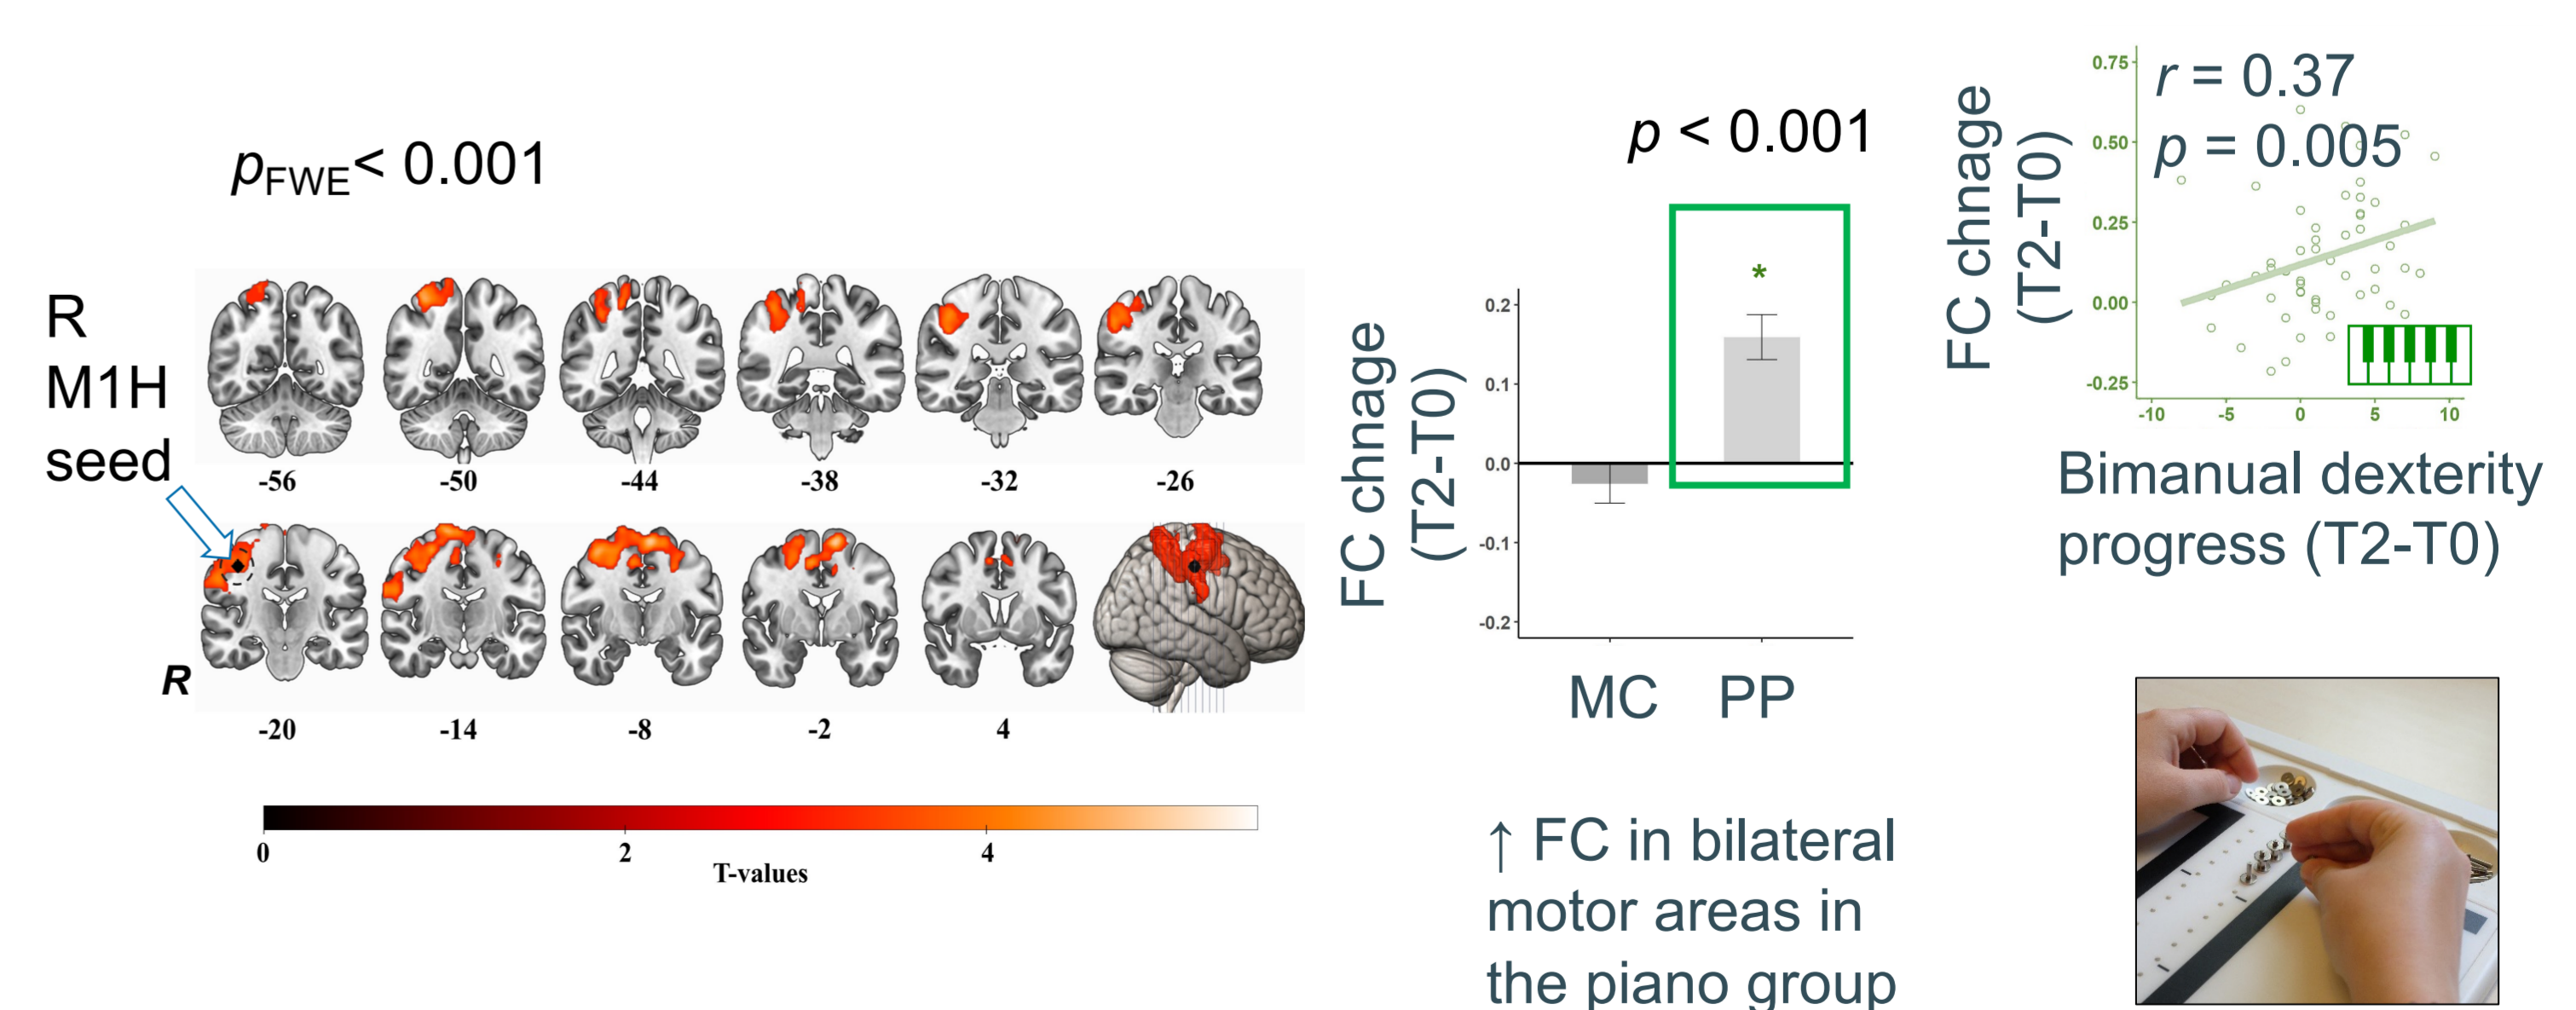 p_FWE < 0.001
R
M1H
seed
-56 -50 -44 -38 -32 -26
R
-20 -14 -8 -2 4
0 2 4
T-values
p < 0.001
FC chnage
(T2-T0)
*
0.2
0.1
0.0
-0.1
-0.2
MC PP
↑ FC in bilateral
motor areas in
the piano group
FC chnage
(T2-T0)
r = 0.37
p = 0.005
0.75
0.50
0.25
0.00
-0.25
-10 -5 0 5 10
Bimanual dexterity
progress (T2-T0)